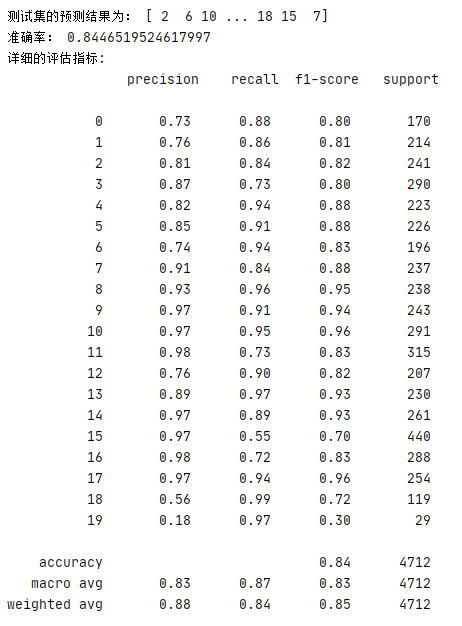 测试集的预测结果为： [ 2  6 10 ... 18 15  7]
准确率： 0.8446519524617997
详细的评估指标:
precision    recall  f1-score   support
0       0.73      0.88      0.80       170
1       0.76      0.86      0.81       214
2       0.81      0.84      0.82       241
3       0.87      0.73      0.80       290
4       0.82      0.94      0.88       223
5       0.85      0.91      0.88       226
6       0.74      0.94      0.83       196
7       0.91      0.84      0.88       237
8       0.93      0.96      0.95       238
9       0.97      0.91      0.94       243
10       0.97      0.95      0.96       291
11       0.98      0.73      0.83       315
12       0.76      0.90      0.82       207
13       0.89      0.97      0.93       230
14       0.97      0.89      0.93       261
15       0.97      0.55      0.70       440
16       0.98      0.72      0.83       288
17       0.97      0.94      0.96       254
18       0.56      0.99      0.72       119
19       0.18      0.97      0.30        29
accuracy                           0.84      4712
macro avg       0.83      0.87      0.83      4712
weighted avg       0.88      0.84      0.85      4712